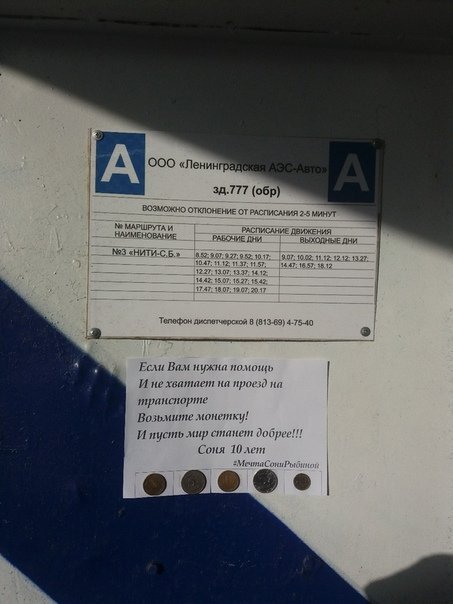 А ООО «Ленинградская АЭС-Авто» А
зд.777 (обр)
ВОЗМОЖНО ОТКЛОНЕНИЕ ОТ РАСПИСАНИЯ 2-5 МИНУТ
№ МАРШРУТА И НАИМЕНОВАНИЕ
РАСПИСАНИЕ ДВИЖЕНИЯ
РАБОЧИЕ ДНИ ВЫХОДНЫЕ ДНИ
№3 «НИТИ-С.Б.» 8.52; 9.07; 9.27; 9.52; 10.17; 9.07; 10.02; 11.12; 12.12; 13.27;
10.47; 11.12; 11.37; 11.57; 14.47; 16.57; 18.12
12.27; 13.07; 13.37; 14.12;
14.42; 15.07; 15.27; 15.42;
17.47; 18.07; 19.07; 20.17
Телефон диспетчерской 8 (813-69) 4-75-40
Если Вам нужна помощь
И не хватает на проезд на
транспорте
Возьмите монетку!
И пусть мир станет добрее!!!
Соня 10 лет
#МечтаСониРыбиной